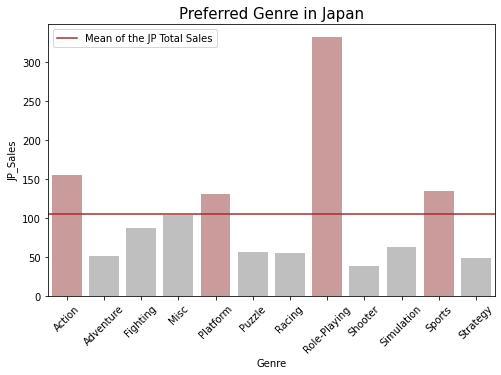 Preferred Genre in Japan
Mean of the JP Total Sales
300
250
200
150
100
50
0
JP_Sales
Action
Adventure
Fighting
Misc
Platform
Puzzle
Racing
Role-Playing
Shooter
Simulation
Sports
Strategy
Genre